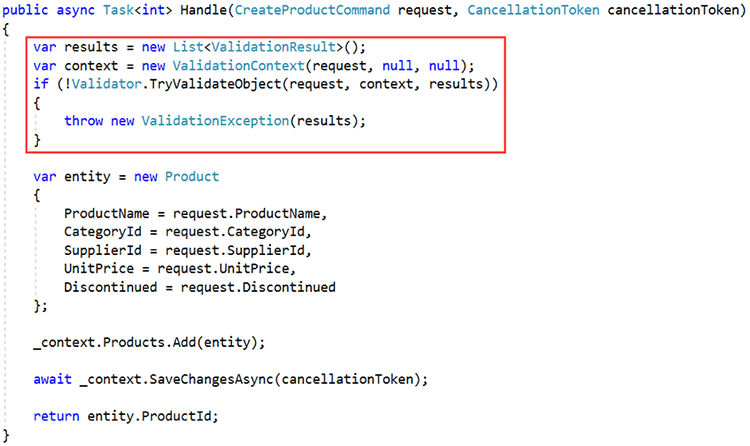 public async Task<int> Handle(CreateProductCommand request, CancellationToken cancellationToken)
{
    var results = new List<ValidationResult>();
    var context = new ValidationContext(request, null, null);
    if (!Validator.TryValidateObject(request, context, results))
    {
        throw new ValidationException(results);
    }

    var entity = new Product
    {
        ProductName = request.ProductName,
        CategoryId = request.CategoryId,
        SupplierId = request.SupplierId,
        UnitPrice = request.UnitPrice,
        Discontinued = request.Discontinued
    };

    _context.Products.Add(entity);

    await _context.SaveChangesAsync(cancellationToken);

    return entity.ProductId;
}